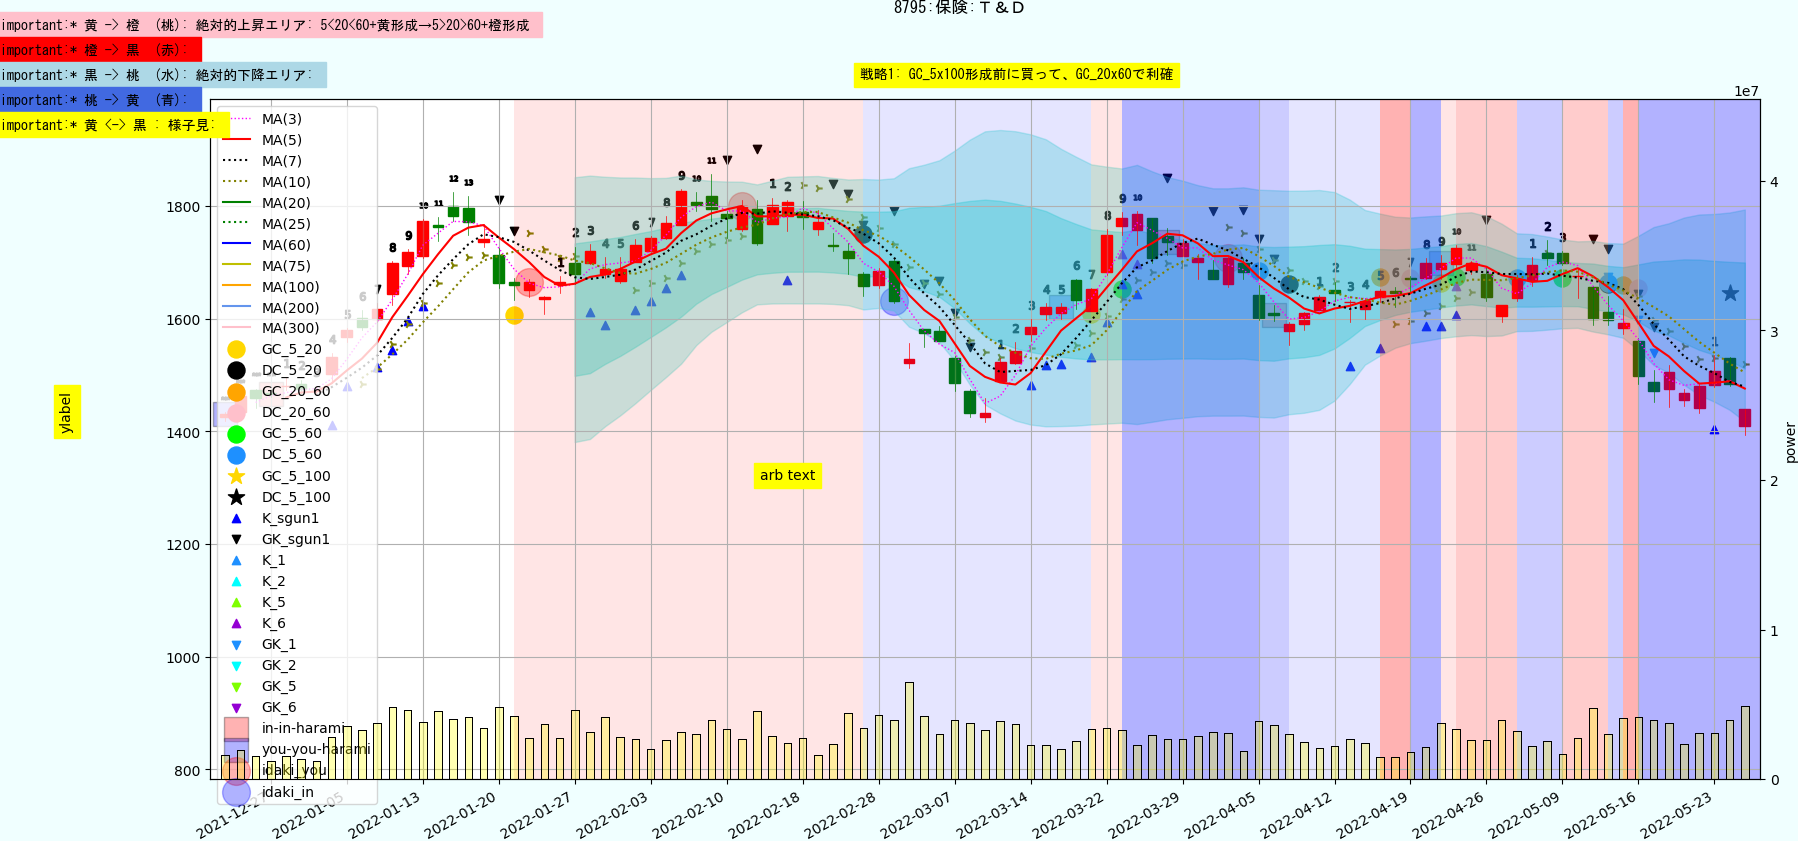 8795:保険:T＆D
important:* 黄 -> 橙 (桃): 絶対的上昇エリア: 5<20<60+黄形成→5>20>60+橙形成
important:* 橙 -> 黒 (赤):
important:* 黒 -> 桃 (水): 絶対的下降エリア:
important:* 桃 -> 黄 (青):
important:* 黄 <-> 黒 : 様子見:
戦略1: GC_5x100形成前に買って、GC_20x60で利確
1e7
MA(3)
MA(5)
MA(7)
MA(10)
MA(20)
MA(25)
MA(60)
MA(75)
MA(100)
MA(200)
MA(300)
GC_5_20
DC_5_20
GC_20_60
DC_20_60
GC_5_60
DC_5_60
GC_5_100
DC_5_100
K_sgun1
GK_sgun1
K_1
K_2
K_5
K_6
GK_1
GK_2
GK_5
GK_6
in-in-harami
you-you-harami
idaki_you
idaki_in
1800
1600
1400
1200
1000
800
ylabel
arb text
4
3
2
1
0
power
2021-12-27
2022-01-05
2022-01-13
2022-01-20
2022-01-27
2022-02-03
2022-02-10
2022-02-18
2022-02-28
2022-03-07
2022-03-14
2022-03-22
2022-03-29
2022-04-05
2022-04-12
2022-04-19
2022-04-26
2022-05-09
2022-05-16
2022-05-23